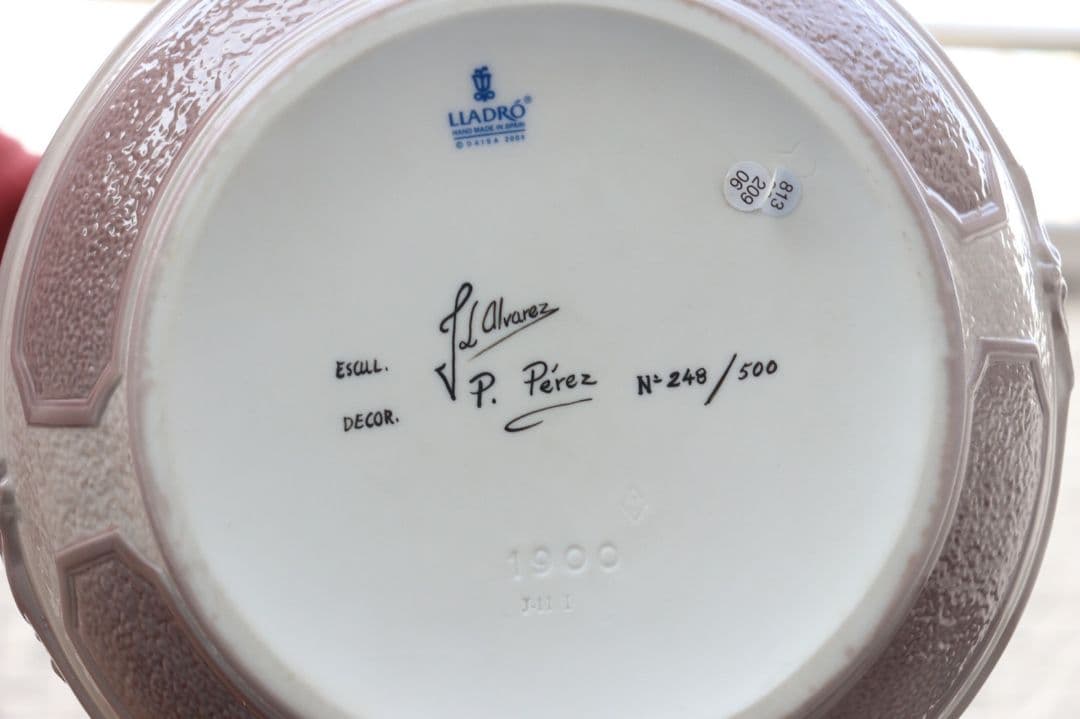 LLADRÓ®
HAND MADE IN SPAIN
© DAISA 2001
813
209
06
ESCUL. JL Alvarez
DECOR. P. Pérez Nº 248/500
1900
J-11 I